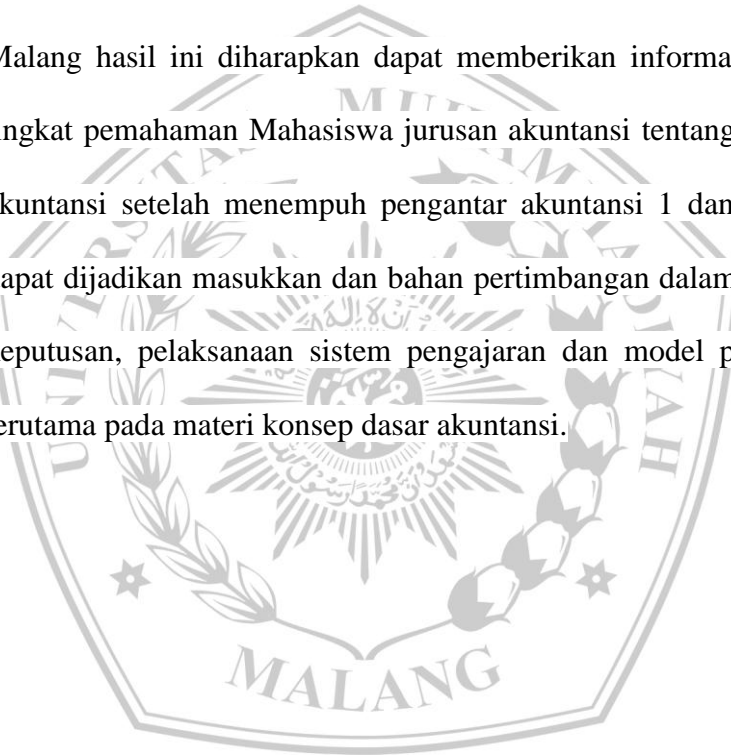 Malang hasil ini diharapkan dapat memberikan informa
ingkat pemahaman Mahasiswa jurusan akuntansi tentang
kuntansi setelah menempuh pengantar akuntansi 1 dan
apat dijadikan masukkan dan bahan pertimbangan dalam
eputusan, pelaksanaan sistem pengajaran dan model p
erutama pada materi konsep dasar akuntansi.
MALANG